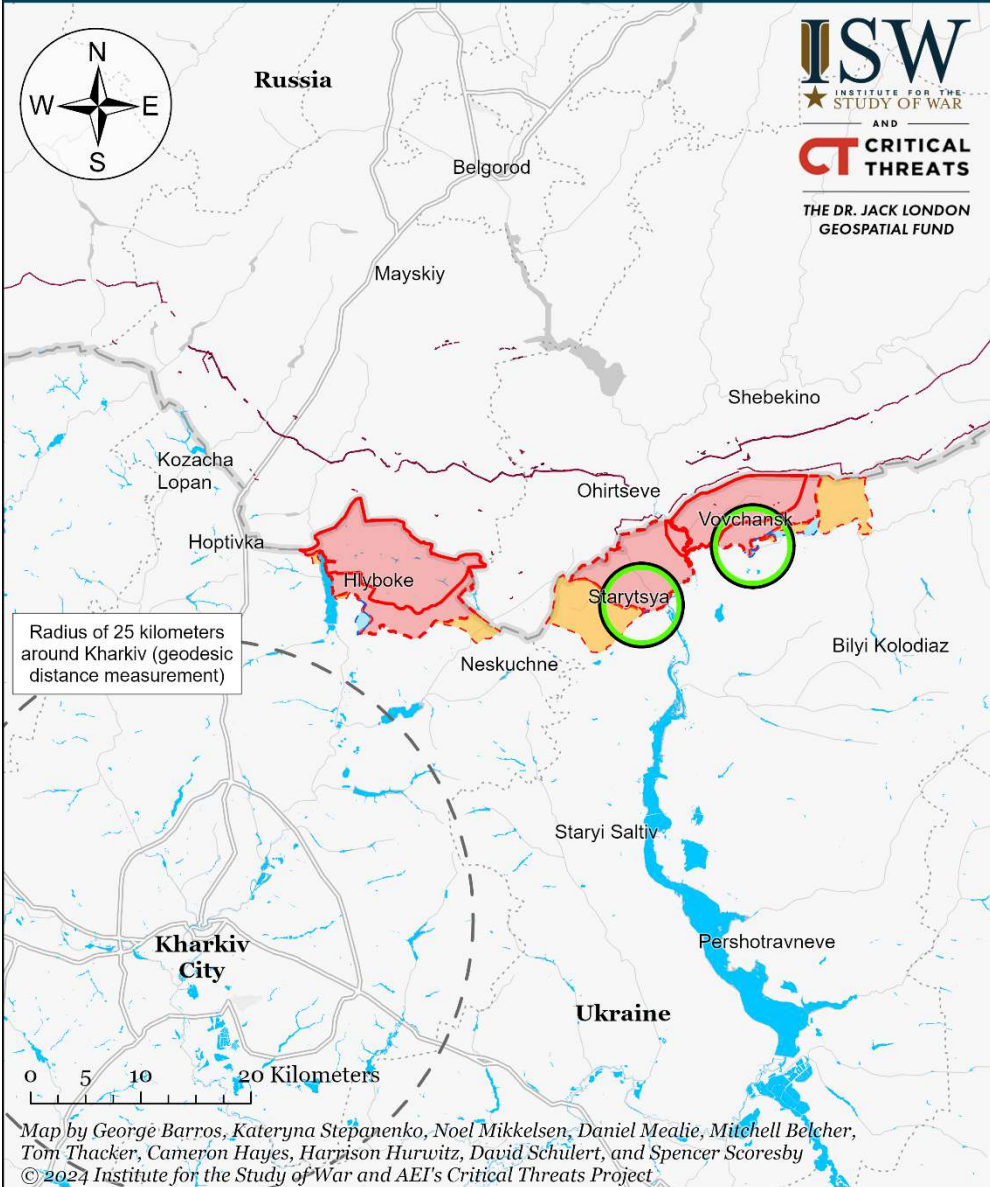 N
W E
S
Russia
ISW
INSTITUTE FOR THE
STUDY OF WAR
AND
CT CRITICAL
THREATS
THE DR. JACK LONDON
GEOSPATIAL FUND
Belgorod
Mayskiy
Shebekino
Kozacha
Lopan
Ohirtseve
Vovchansk
Hoptivka
Hlyboke
Starytsya
Radius of 25 kilometers
around Kharkiv (geodesic
distance measurement)
Neskuchne
Bilyi Kolodiaz
Staryi Saltiv
Kharkiv
City
Pershotravneve
Ukraine
0 5 10 20 Kilometers
Map by George Barros, Kateryna Stepanenko, Noel Mikkelsen, Daniel Mealie, Mitchell Belcher,
Tom Thacker, Cameron Hayes, Harrison Hurwitz, David Schulert, and Spencer Scoresby
© 2024 Institute for the Study of War and AEI's Critical Threats Project